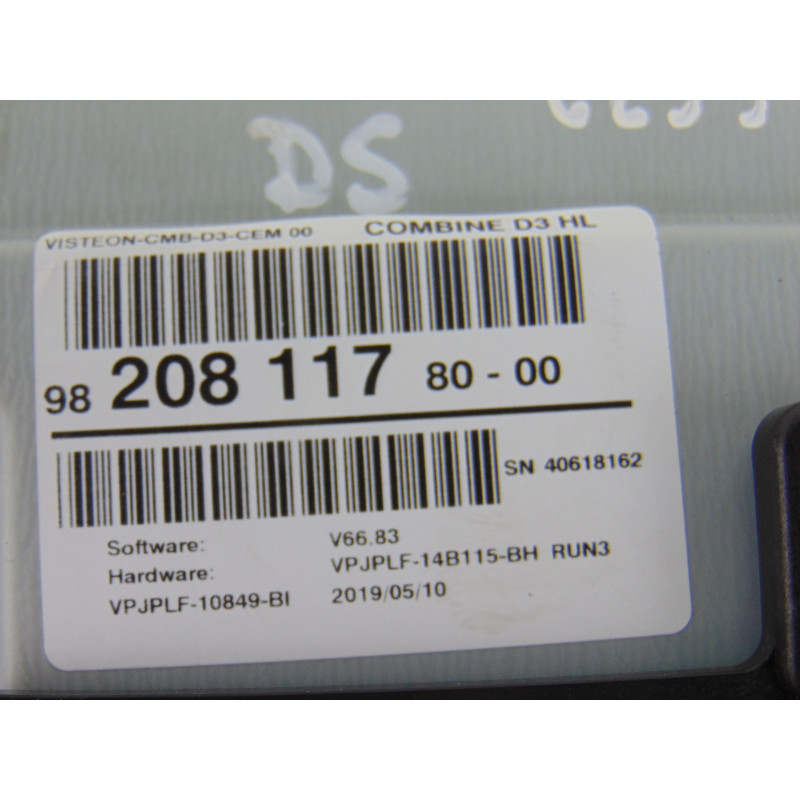 DS
VISTEON-CMB-D3-CEM 00 COMBINE D3 HL
98 208 117 80 - 00
SN 40618162
Software: V66.83
Hardware: VPJPLF-14B115-BH RUN3
VPJPLF-10849-BI 2019/05/10